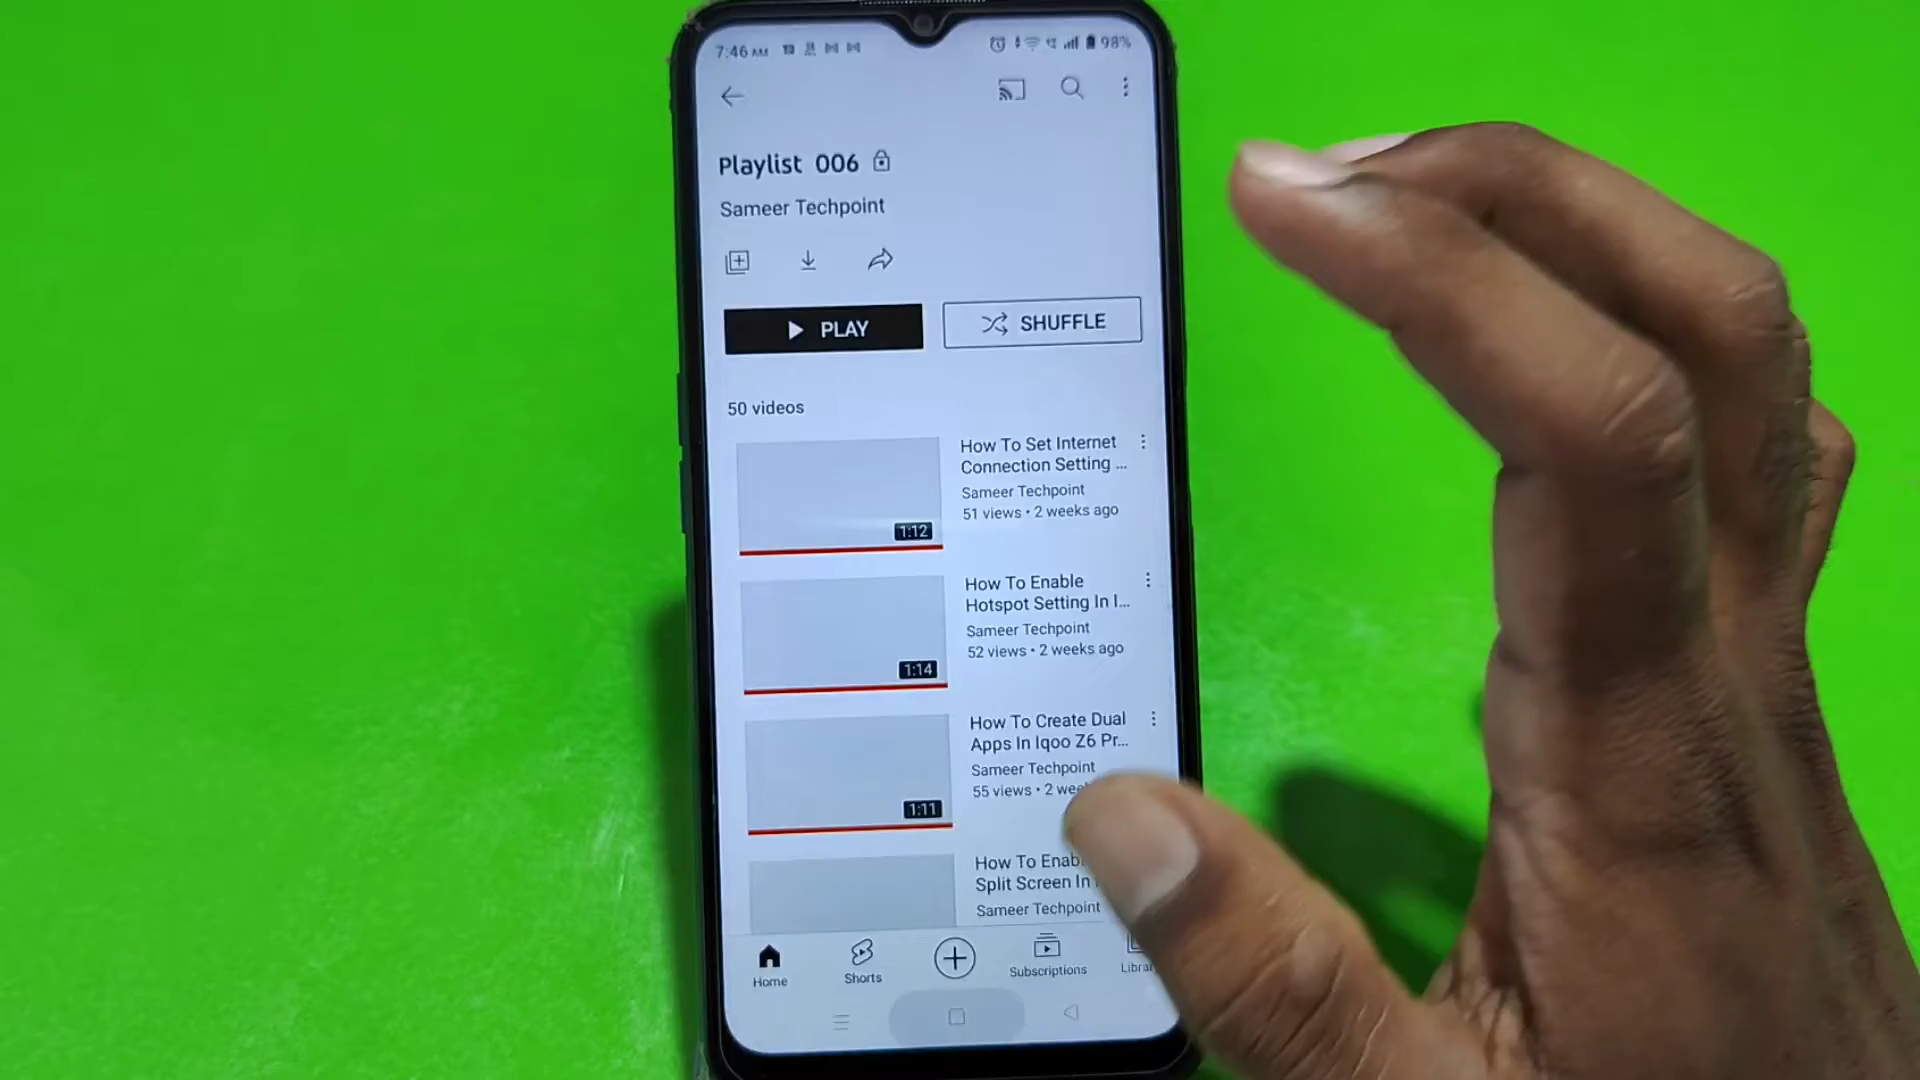 7:46 AM
98%
Playlist 006
Sameer Techpoint
PLAY
SHUFFLE
50 videos
How To Set Internet
Connection Setting ...
Sameer Techpoint
51 views • 2 weeks ago
1:12
How To Enable
Hotspot Setting In I...
Sameer Techpoint
52 views • 2 weeks ago
1:14
How To Create Dual
Apps In Iqoo Z6 Pr...
Sameer Techpoint
55 views • 2
1:11
How To
Split Screen In
Sameer Techpoint
Home
Shorts
Subscriptions